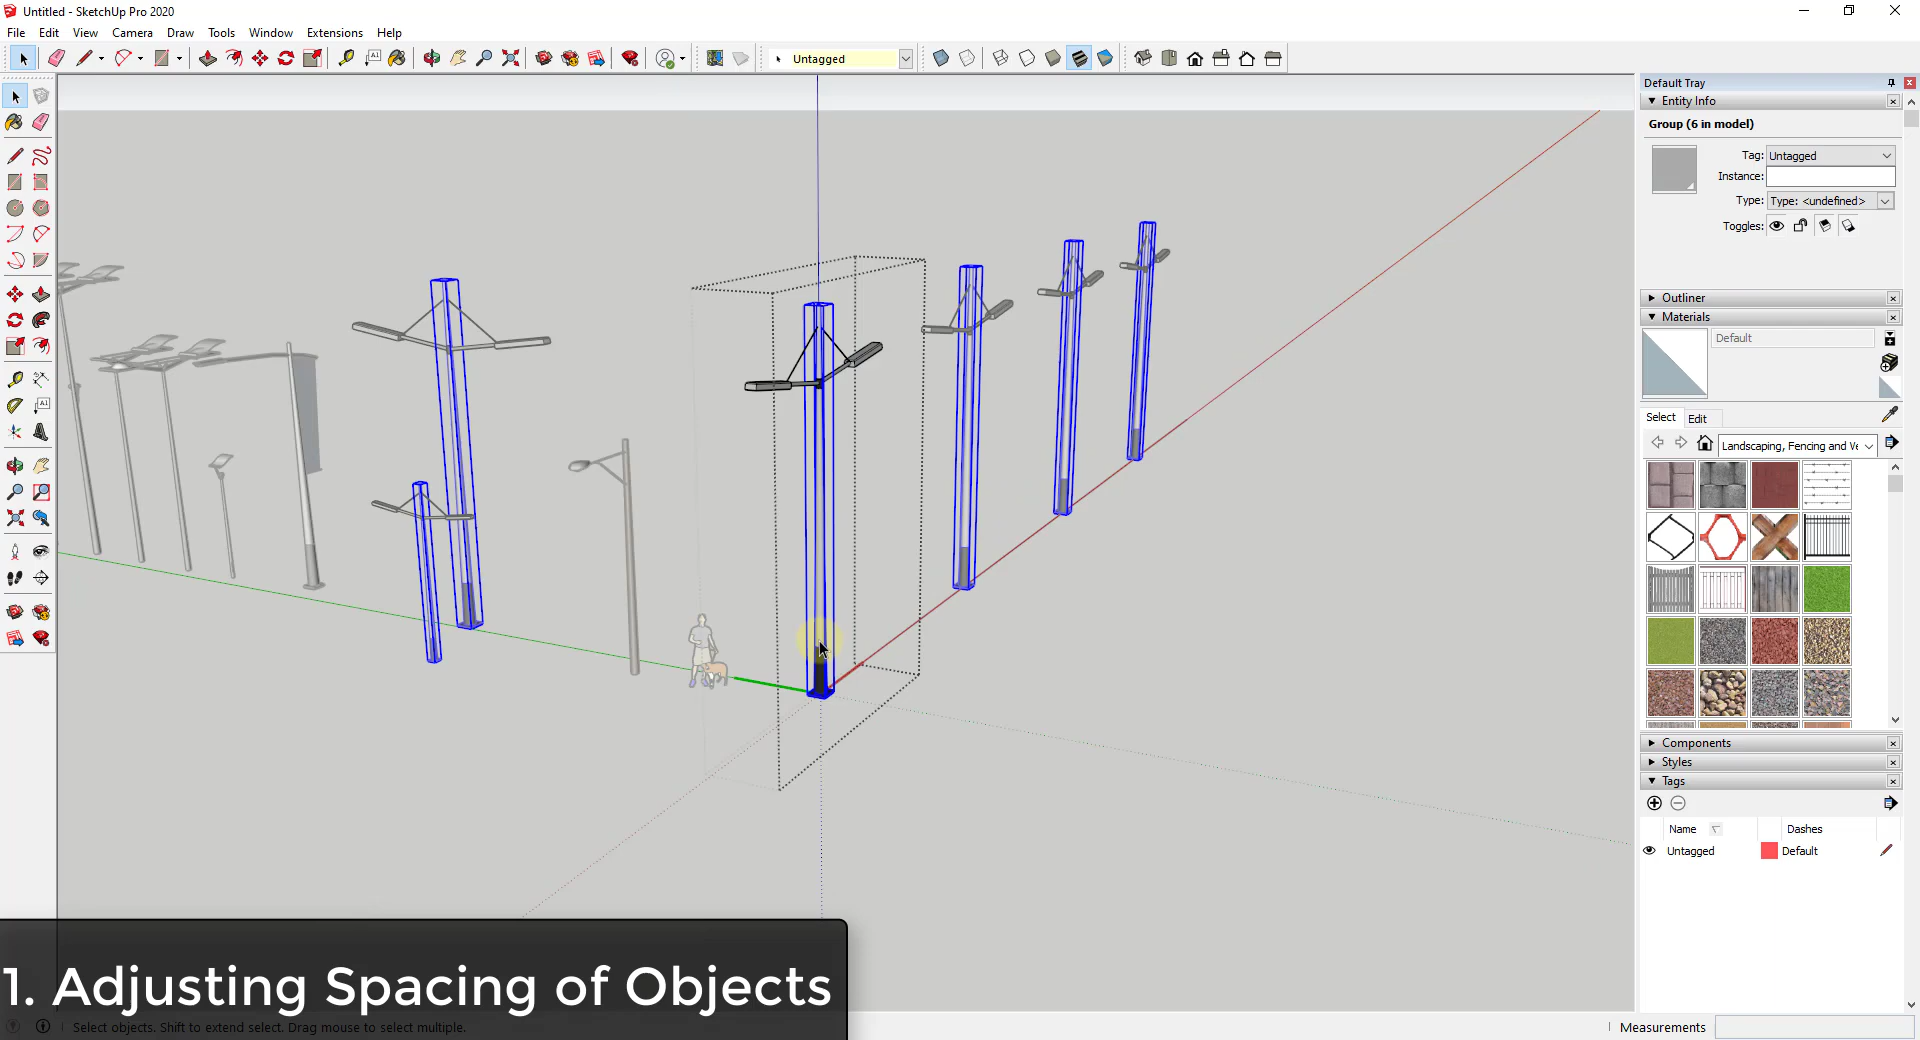 Untitled - SketchUp Pro 2020
File Edit View Camera Draw Tools Window Extensions Help
Untagged
Default Tray
Entity Info
Group (6 in model)
Tag: Untagged
Instance:
Type: Type: <undefined>
Toggles:
Outliner
Materials
Default
Select Edit
Landscaping, Fencing and Ve
Components
Styles
Tags
Name Dashes
Untagged Default
1. Adjusting Spacing of Objects
Select objects. Shift to extend select. Drag mouse to select multiple.
Measurements